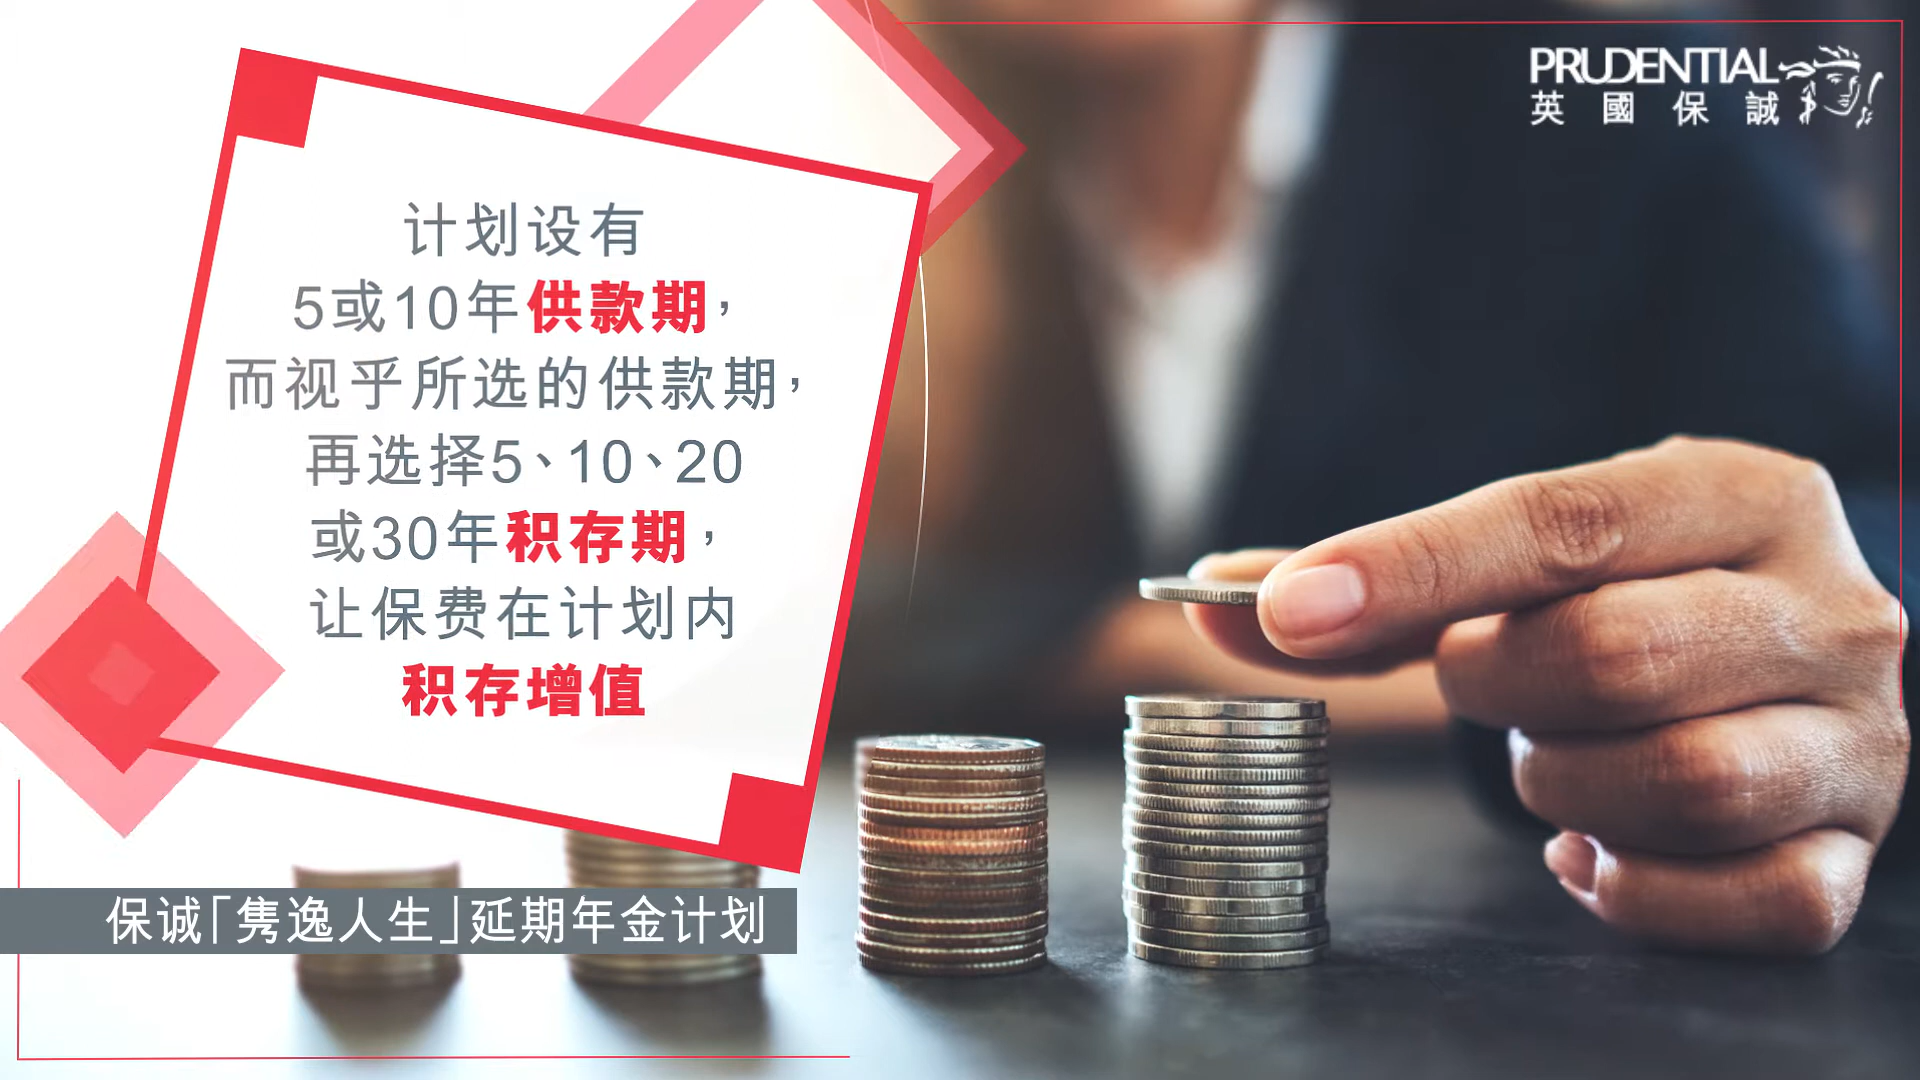 PRUDENTIAL
英國保誠
计划设有
5或10年供款期，
而视乎所选的供款期，
再选择5、10、20
或30年积存期，
让保费在计划内
积存增值
保诚「隽逸人生」延期年金计划